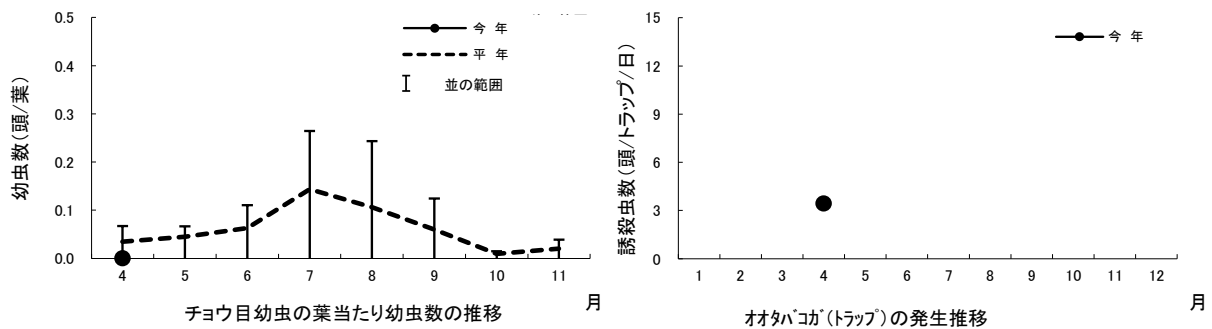 今 年
平 年
並の範囲
幼虫数(頭/葉)
0.5
0.4
0.3
0.2
0.1
0.0
4 5 6 7 8 9 10 11
月
チョウ目幼虫の葉当たり幼虫数の推移
今 年
誘殺虫数(頭/トラップ/日)
15
12
9
6
3
0
1 2 3 4 5 6 7 8 9 10 11 12
月
オオタバコガ(トラップ)の発生推移